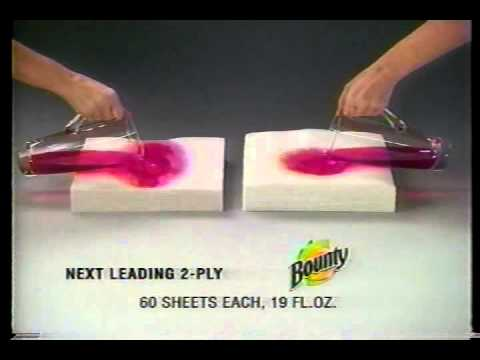 NEXT LEADING 2-PLY
Bounty
60 SHEETS EACH, 19 FL.OZ.